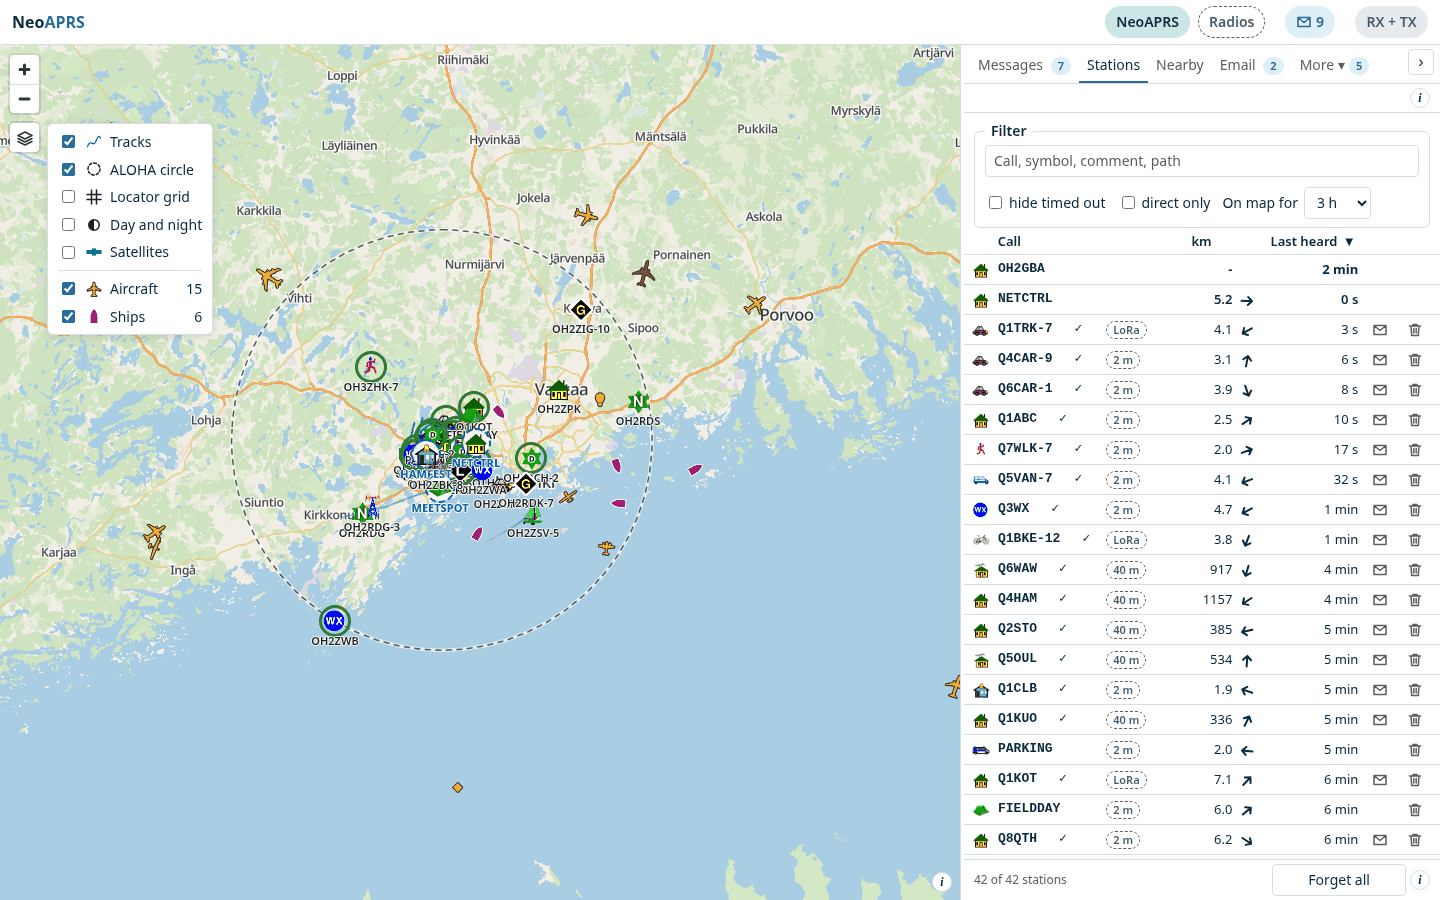 NeoAPRS
NeoAPRS
Radios
9
RX + TX
Messages 7
Stations
Nearby
Email 2
More ▾ 5
›
i
Filter
Call, symbol, comment, path
hide timed out
direct only
On map for
3 h
Call km Last heard ▼
OH2GBA - 2 min
NETCTRL 5.2 0 s
Q1TRK-7 ✓ LoRa 4.1 3 s
Q4CAR-9 ✓ 2 m 3.1 6 s
Q6CAR-1 ✓ 2 m 3.9 8 s
Q1ABC ✓ 2 m 2.5 10 s
Q7WLK-7 ✓ 2 m 2.0 17 s
Q5VAN-7 ✓ 2 m 4.1 32 s
Q3WX ✓ 2 m 4.7 1 min
Q1BKE-12 ✓ LoRa 3.8 1 min
Q6WAW ✓ 40 m 917 4 min
Q4HAM ✓ 40 m 1157 4 min
Q2STO ✓ 40 m 385 5 min
Q5OUL ✓ 40 m 534 5 min
Q1CLB ✓ 2 m 1.9 5 min
Q1KUO ✓ 40 m 336 5 min
PARKING 2 m 2.0 5 min
Q1KOT ✓ LoRa 7.1 6 min
FIELDDAY 2 m 6.0 6 min
Q8QTH ✓ 2 m 6.2 6 min
42 of 42 stations
Forget all
i
+
−
Tracks
ALOHA circle
Locator grid
Day and night
Satellites
Aircraft 15
Ships 6
Artjärvi
Riihimäki
Loppi
Myrskylä
Pukkila
Mäntsälä
Hyvinkää
Läyliäinen
Jokela
Karkkila
Askola
Pornainen
Järvenpää
Nurmijärvi
Vihti
G
OH2ZIG-10
Sipoo
Porvoo
OH3ZHK-7
OH2ZPK
N
OH2RDS
Lohja
NETCTRL
HAMFEST
OH2ZBK-8
WX
D
G
OH2RDK-7
MEETSPOT
OH2ZSV-5
Siuntio
N
OH2RDG-3
OH2RDG
Karjaa
Ingå
WX
OH2ZWB
i